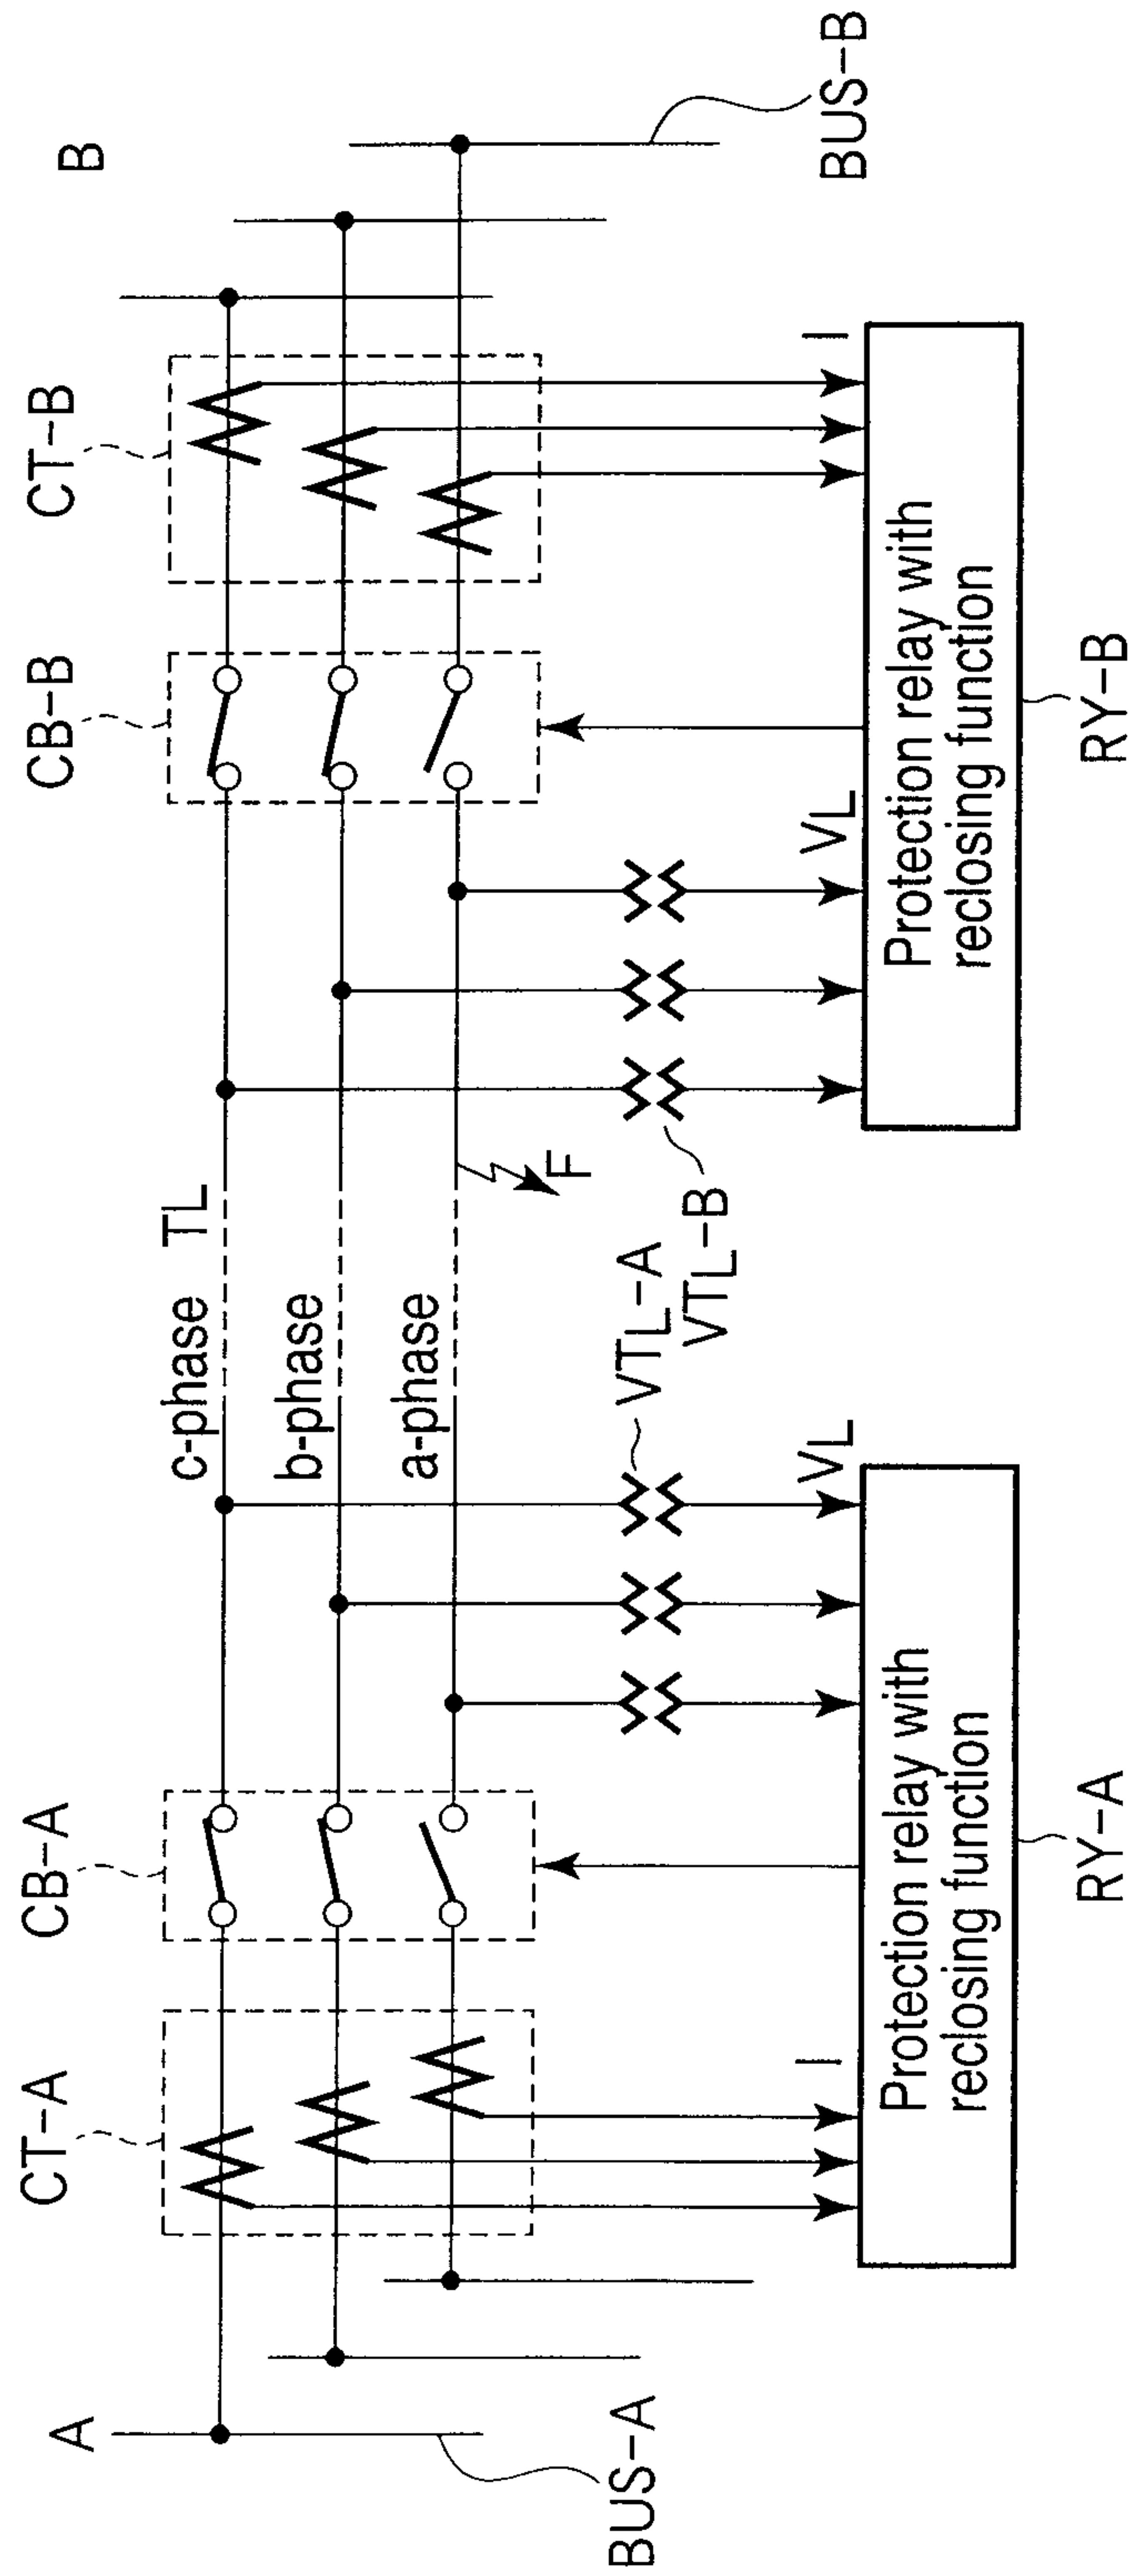 A
B
CT-A
CB-A
CB-B
CT-B
c-phase
TL
b-phase
a-phase
F
BUS-A
VTL-A
VTL-B
BUS-B
I
VL
VL
I
Protection relay with
reclosing function
Protection relay with
reclosing function
RY-A
RY-B